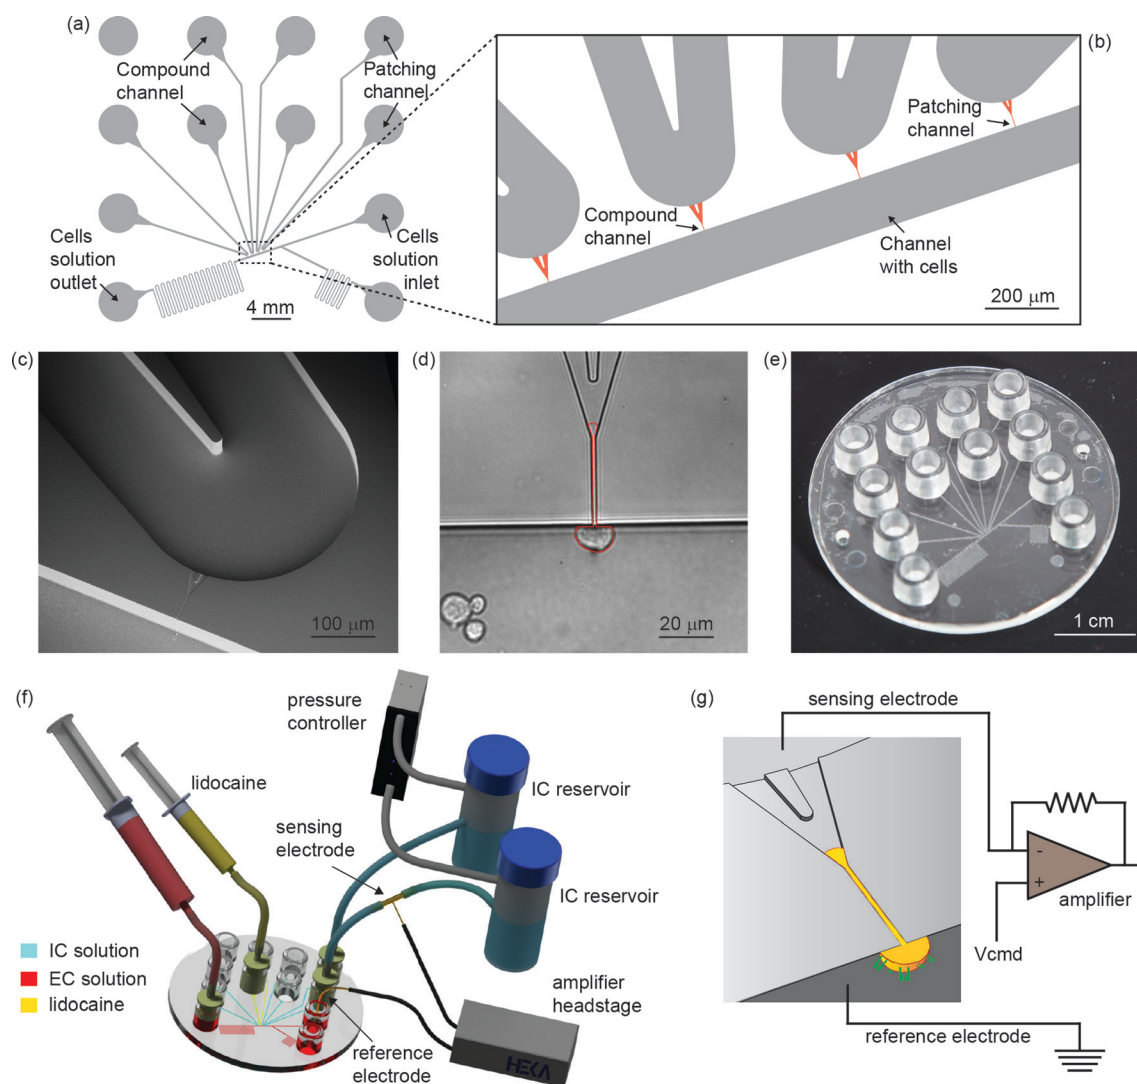 (a)
Compound
channel
Patching
channel
Cells
solution
outlet
Cells
solution
inlet
4 mm
(b)
Patching
channel
Compound
channel
Channel
with cells
200 μm
(c)
100 μm
(d)
20 μm
(e)
1 cm
(f)
pressure
controller
lidocaine
IC reservoir
sensing
electrode
IC reservoir
IC solution
EC solution
lidocaine
amplifier
headstage
reference
electrode
HEKA
(g)
sensing electrode
-
+
amplifier
Vcmd
reference electrode